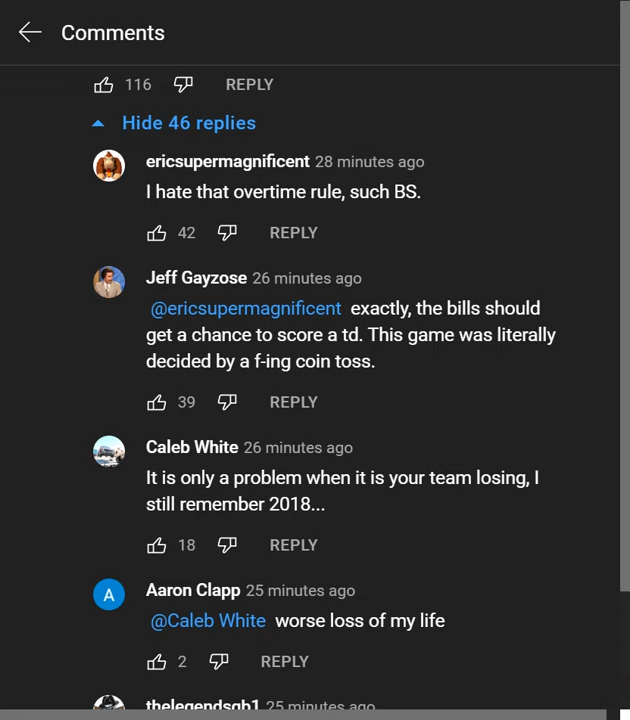 Comments
116 REPLY
Hide 46 replies
ericsupermagnificent 28 minutes ago
I hate that overtime rule, such BS.
42 REPLY
Jeff Gayzose 26 minutes ago
@ericsupermagnificent exactly, the bills should
get a chance to score a td. This game was literally
decided by a f-ing coin toss.
39 REPLY
Caleb White 26 minutes ago
It is only a problem when it is your team losing, I
still remember 2018...
18 REPLY
A
Aaron Clapp 25 minutes ago
@Caleb White worse loss of my life
2 REPLY
thelegendsgh1 25 minutes ago